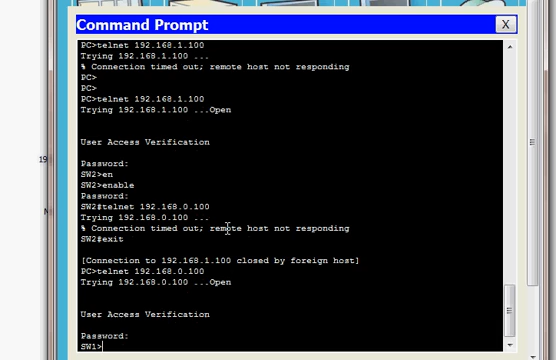 Command Prompt
X
PC>telnet 192.168.1.100
Trying 192.168.1.100 ...
% Connection timed out; remote host not responding
PC>
PC>
PC>telnet 192.168.1.100
Trying 192.168.1.100 ...Open
User Access Verification
Password:
SW2>en
SW2>enable
Password:
SW2#telnet 192.168.0.100
Trying 192.168.0.100 ...
% Connection timed out; remote host not responding
SW2#exit
[Connection to 192.168.1.100 closed by foreign host]
PC>telnet 192.168.0.100
Trying 192.168.0.100 ...Open
User Access Verification
Password:
SW1>
19